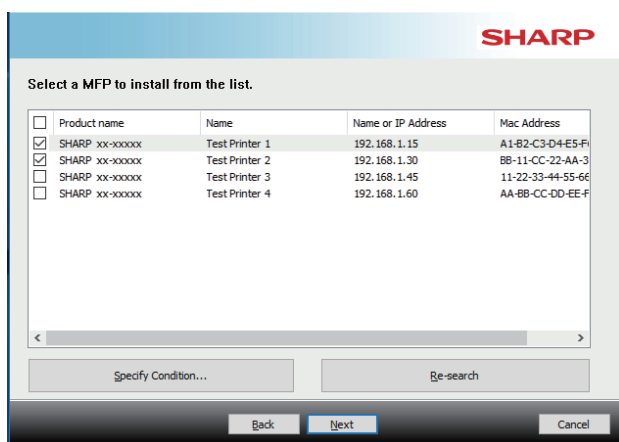 SHARP
Select a MFP to install from the list.
Product name Name Name or IP Address Mac Address
SHARP xx-xxxxx Test Printer 1 192.168.1.15 A1-B2-C3-D4-E5-F
SHARP xx-xxxxx Test Printer 2 192.168.1.30 BB-11-CC-22-AA-3
SHARP xx-xxxxx Test Printer 3 192.168.1.45 11-22-33-44-55-66
SHARP xx-xxxxx Test Printer 4 192.168.1.60 AA-BB-CC-DD-EE-F
Specify Condition... Re-search
Back Next Cancel